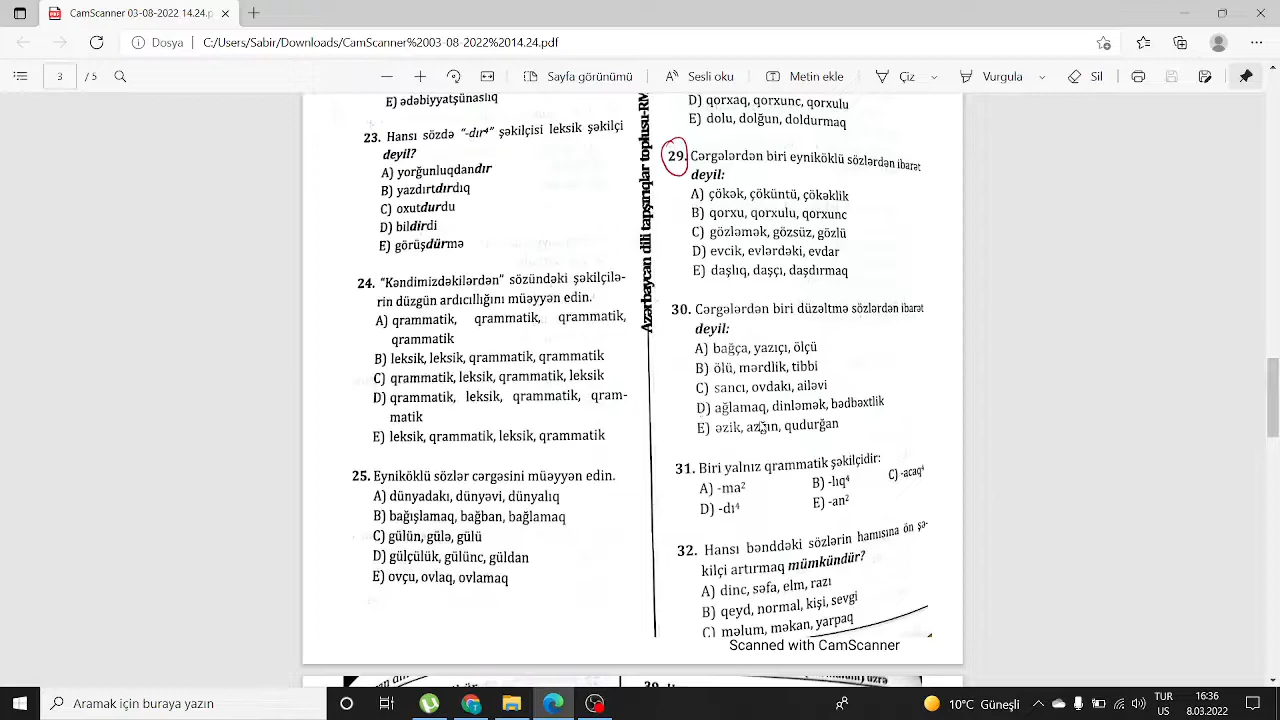 CamScanner 03-08-2022 14.24.p
Dosya C:/Users/Sabir/Downloads/CamScanner%2003-08-2022%2014.24.pdf
3 / 5
Sayfa görünümü
Sesli oku
Metin ekle
Çiz
Vurgula
Sil
E) ədəbiyyatşünaslıq
23. Hansı sözdə "-dır⁴" şəkilçisi leksik şəkilçi
deyil?
A) yorğunluqdandır
B) yazdırtdırdıq
C) oxutdurdu
D) bildirdi
E) görüşdürmə
24. "Kəndimizdəkilərdən" sözündəki şəkilçilə-
rin düzgün ardıcıllığını müəyyən edin.
A) qrammatik, qrammatik, qrammatik,
qrammatik
B) leksik, leksik, qrammatik, qrammatik
C) qrammatik, leksik, qrammatik, leksik
D) qrammatik, leksik, qrammatik, qram-
matik
E) leksik, qrammatik, leksik, qrammatik
25. Eyniköklü sözlər cərgəsini müəyyən edin.
A) dünyadakı, dünyəvi, dünyalıq
B) bağışlamaq, bağban, bağlamaq
C) gülün, gülə, gülü
D) gülçülük, gülünc, güldan
E) ovçu, ovlaq, ovlamaq
Azərbaycan dili tapşırıqlar toplusu-RM
D) qorxaq, qorxunc, qorxulu
E) dolu, dolğun, doldurmaq
29. Cərgələrdən biri eyniköklü sözlərdən ibarət
deyil:
A) çökək, çöküntü, çökəklik
B) qorxu, qorxulu, qorxunc
C) gözləmək, gözsüz, gözlü
D) evcik, evlərdəki, evdar
E) daşlıq, daşçı, daşdırmaq
30. Cərgələrdən biri düzəltmə sözlərdən ibarət
deyil:
A) bağça, yazıçı, ölçü
B) ölü, mərdlik, tibbi
C) sancı, ovdakı, ailəvi
D) ağlamaq, dinləmək, bədbəxtlik
E) əzik, azğın, qudurğan
31. Biri yalnız qrammatik şəkilçidir:
A) -ma² B) -lıq⁴ C) -acaq⁴
D) -dı⁴ E) -an²
32. Hansı bənddəki sözlərin hamısına ön şə-
kilçi artırmaq mümkündür?
A) dinc, səfa, elm, razı
B) qeyd, normal, kişi, sevgi
C) məlum, məkan, yarpaq
Scanned with CamScanner
Aramak için buraya yazın
10°C Güneşli
TUR
US
16:36
8.03.2022